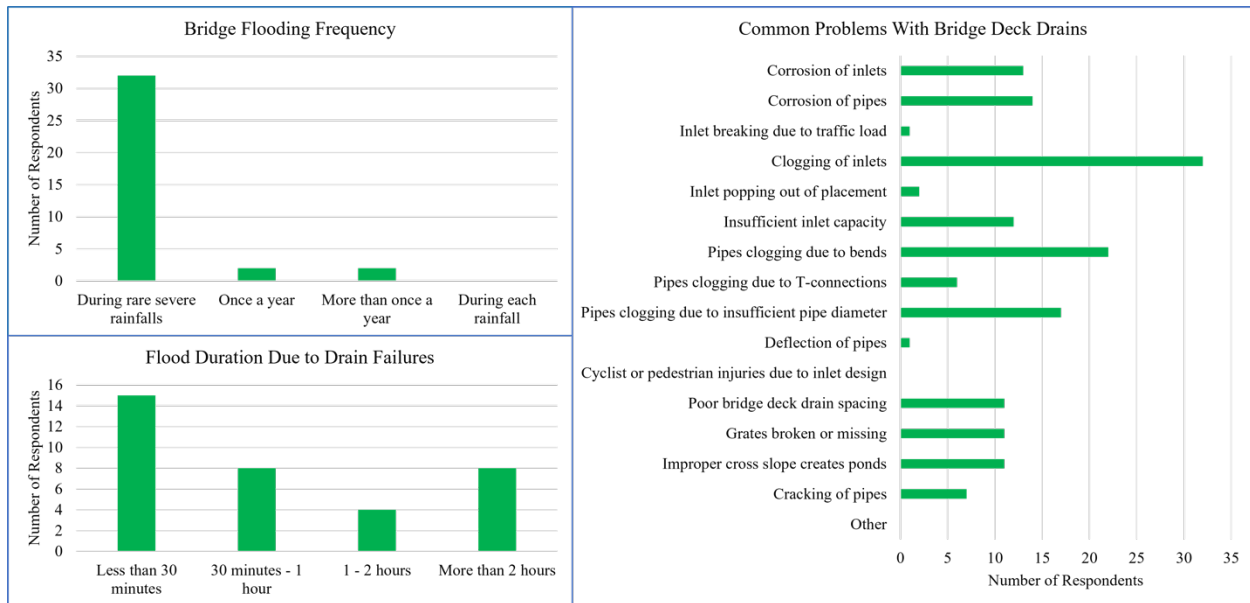 Bridge Flooding Frequency
Number of Respondents
35
30
25
20
15
10
5
0
During rare severe
rainfalls
Once a year
More than once a
year
During each
rainfall
Flood Duration Due to Drain Failures
Number of Respondents
16
14
12
10
8
6
4
2
0
Less than 30
minutes
30 minutes - 1
hour
1 - 2 hours
More than 2 hours
Common Problems With Bridge Deck Drains
Corrosion of inlets
Corrosion of pipes
Inlet breaking due to traffic load
Clogging of inlets
Inlet popping out of placement
Insufficient inlet capacity
Pipes clogging due to bends
Pipes clogging due to T-connections
Pipes clogging due to insufficient pipe diameter
Deflection of pipes
Cyclist or pedestrian injuries due to inlet design
Poor bridge deck drain spacing
Grates broken or missing
Improper cross slope creates ponds
Cracking of pipes
Other
0 5 10 15 20 25 30 35
Number of Respondents